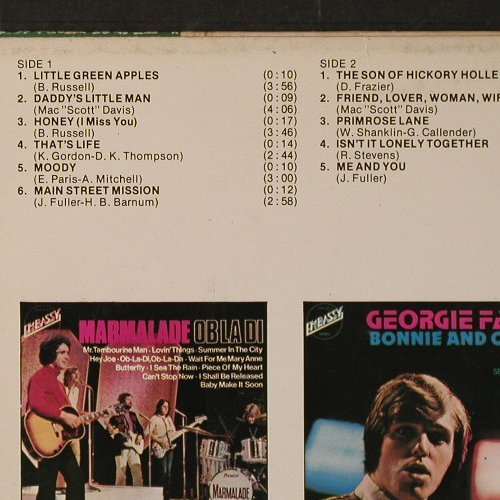 SIDE 1
1. LITTLE GREEN APPLES (0:10)
(B. Russell) (3:56)
2. DADDY'S LITTLE MAN (0:09)
(Mac "Scott" Davis) (4:06)
3. HONEY (I Miss You) (0:17)
(B. Russell) (3:46)
4. THAT'S LIFE (0:14)
(K. Gordon-D. K. Thompson) (2:44)
5. MOODY (0:10)
(E. Paris-A. Mitchell) (3:00)
6. MAIN STREET MISSION (0:12)
(J. Fuller-H. B. Barnum) (2:58)
SIDE 2
1. THE SON OF HICKORY HOLLE
(D. Frazier)
2. FRIEND, LOVER, WOMAN, WIF
(Mac "Scott" Davis)
3. PRIMROSE LANE
(W. Shanklin-G. Callender)
4. ISN'T IT LONELY TOGETHER
(R. Stevens)
5. ME AND YOU
(J. Fuller)
EMBASSY
MARMALADE OB LA DI
Mr. Tambourine Man · Lovin' Things · Summer In The City
Hey Joe · Ob-La-Di, Ob-La-Da · Wait For Me Mary Anne
Butterfly · I See The Rain · Piece Of My Heart
Can't Stop Now · I Shall Be Released
Baby Make It Soon
Premier
MARMALADE
EMBASSY
GEORGIE FA
BONNIE AND C